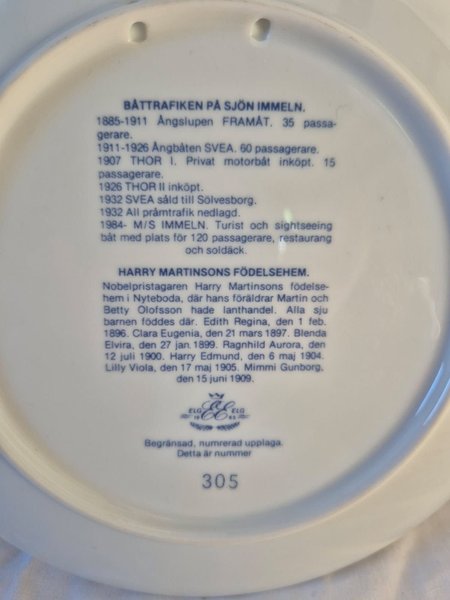 BÅTTRAFIKEN PÅ SJÖN IMMELN.
1885-1911 Ångslupen FRAMÅT. 35 passa-
gerare.
1911-1926 Ångbåten SVEA. 60 passagerare.
1907 THOR I. Privat motorbåt inköpt. 15
passagerare.
1926 THOR II inköpt.
1932 SVEA såld till Sölvesborg.
1932 All pråmtrafik nedlagd.
1984- M/S IMMELN. Turist och sightseeing
båt med plats för 120 passagerare, restaurang
och soldäck.
HARRY MARTINSONS FÖDELSEHEM.
Nobelpristagaren Harry Martinsons födelse-
hem i Nyteboda, där hans föräldrar Martin och
Betty Olofsson hade lanthandel. Alla sju
barnen föddes där. Edith Regina, den 1 feb.
1896. Clara Eugenia, den 21 mars 1897. Blenda
Elvira, den 27 jan 1899. Ragnhild Aurora, den
12 juli 1900. Harry Edmund, den 6 maj 1904.
Lilly Viola, den 17 maj 1905. Mimmi Gunborg,
den 15 juni 1909.
ELG EE ELG
Begränsad, numrerad upplaga.
Detta är nummer
305